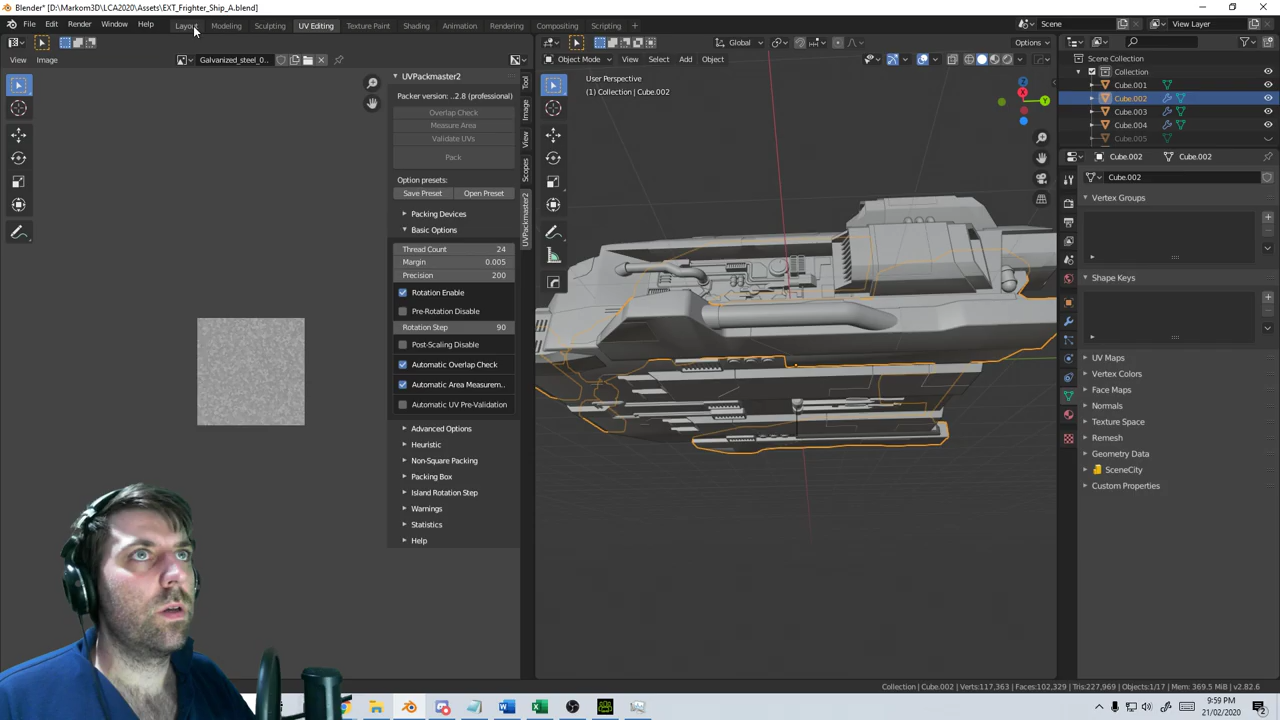 Blender* [D:\Markom3D\LCA2020\Assets\EXT_Frighter_Ship_A.blend]
File Edit Render Window Help Layout Modeling Sculpting UV Editing Texture Paint Shading Animation Rendering Compositing Scripting + Scene View Layer
Global Options
View Image Galvanized_steel_0.. Object Mode View Select Add Object
UVPackmaster2
Packer version: ..2.8 (professional)
Overlap Check
Measure Area
Validate UVs
Pack
Option presets:
Save Preset Open Preset
Packing Devices
Basic Options
Thread Count 24
Margin 0.005
Precision 200
Rotation Enable
Pre-Rotation Disable
Rotation Step 90
Post-Scaling Disable
Automatic Overlap Check
Automatic Area Measurem..
Automatic UV Pre-Validation
Advanced Options
Heuristic
Non-Square Packing
Packing Box
Island Rotation Step
Warnings
Statistics
Help
Tool
Image
View
Scopes
UVPackmaster2
User Perspective
(1) Collection | Cube.002
Z
X
Y
Scene Collection
Collection
Cube.001
Cube.002
Cube.003
Cube.004
Cube.005
Cube.002 Cube.002
Cube.002
Vertex Groups
Shape Keys
UV Maps
Vertex Colors
Face Maps
Normals
Texture Space
Remesh
Geometry Data
SceneCity
Custom Properties
Collection | Cube.002 | Verts:117,363 | Faces:102,329 | Tris:227,969 | Objects:1/17 | Mem: 369.5 MiB | v2.82.6
9:59 PM
21/02/2020
2